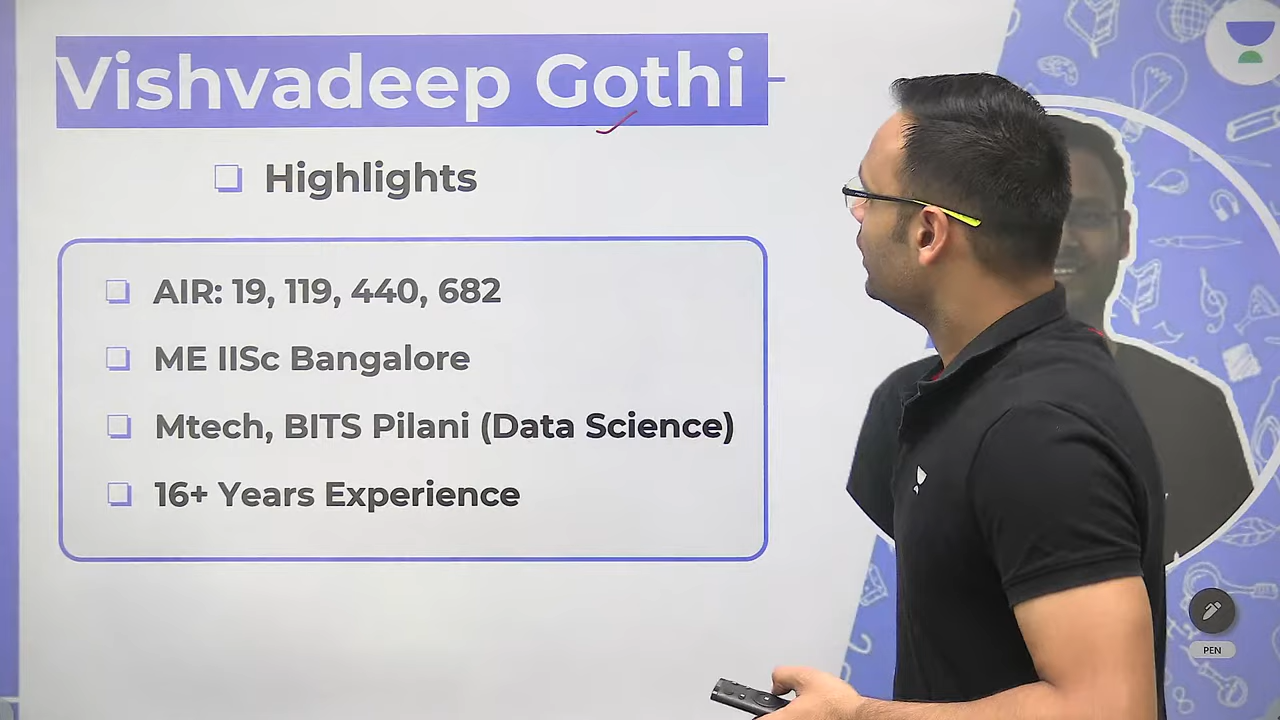 Vishvadeep Gothi
Highlights
AIR: 19, 119, 440, 682
ME IISc Bangalore
Mtech, BITS Pilani (Data Science)
16+ Years Experience
PEN